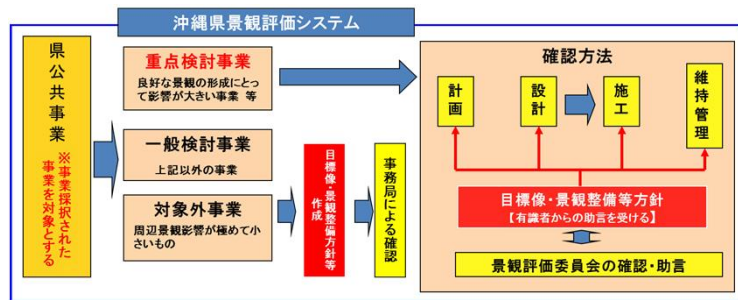 沖縄県景観評価システム
県公共事業
※事業採択された
事業を対象とする
重点検討事業
良好な景観の形成にとっ
て影響が大きい事業 等
一般検討事業
上記以外の事業
対象外事業
周辺景観影響が極めて小
さいもの
目標像・景観整備方針等
作成
事務局による確認
確認方法
計画
設計
施工
維持管理
目標像・景観整備等方針
【有識者からの助言を受ける】
景観評価委員会の確認・助言